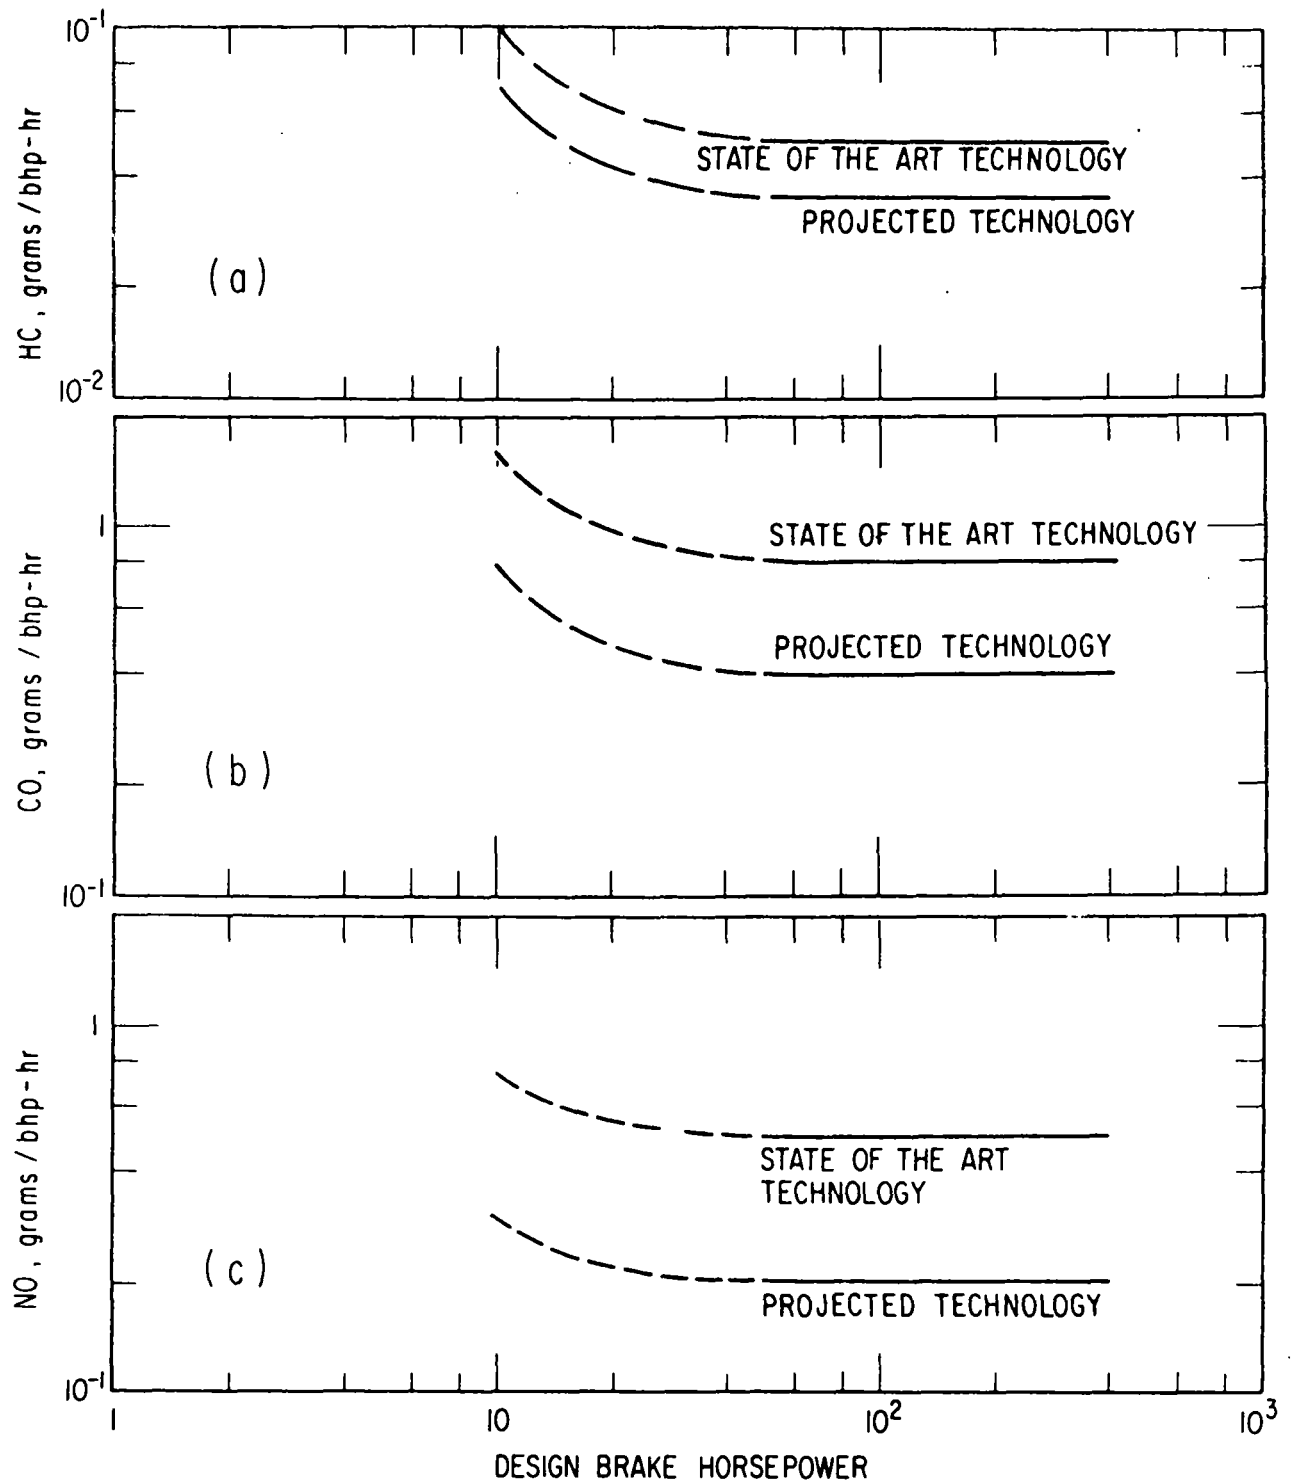 10⁻¹
HC, grams/bhp-hr
STATE OF THE ART TECHNOLOGY
PROJECTED TECHNOLOGY
(a)
10⁻²
1
CO, grams/bhp-hr
STATE OF THE ART TECHNOLOGY
PROJECTED TECHNOLOGY
(b)
10⁻¹
1
NO, grams/bhp-hr
STATE OF THE ART
TECHNOLOGY
(c)
PROJECTED TECHNOLOGY
10⁻¹
1 10 10² 10³
DESIGN BRAKE HORSEPOWER